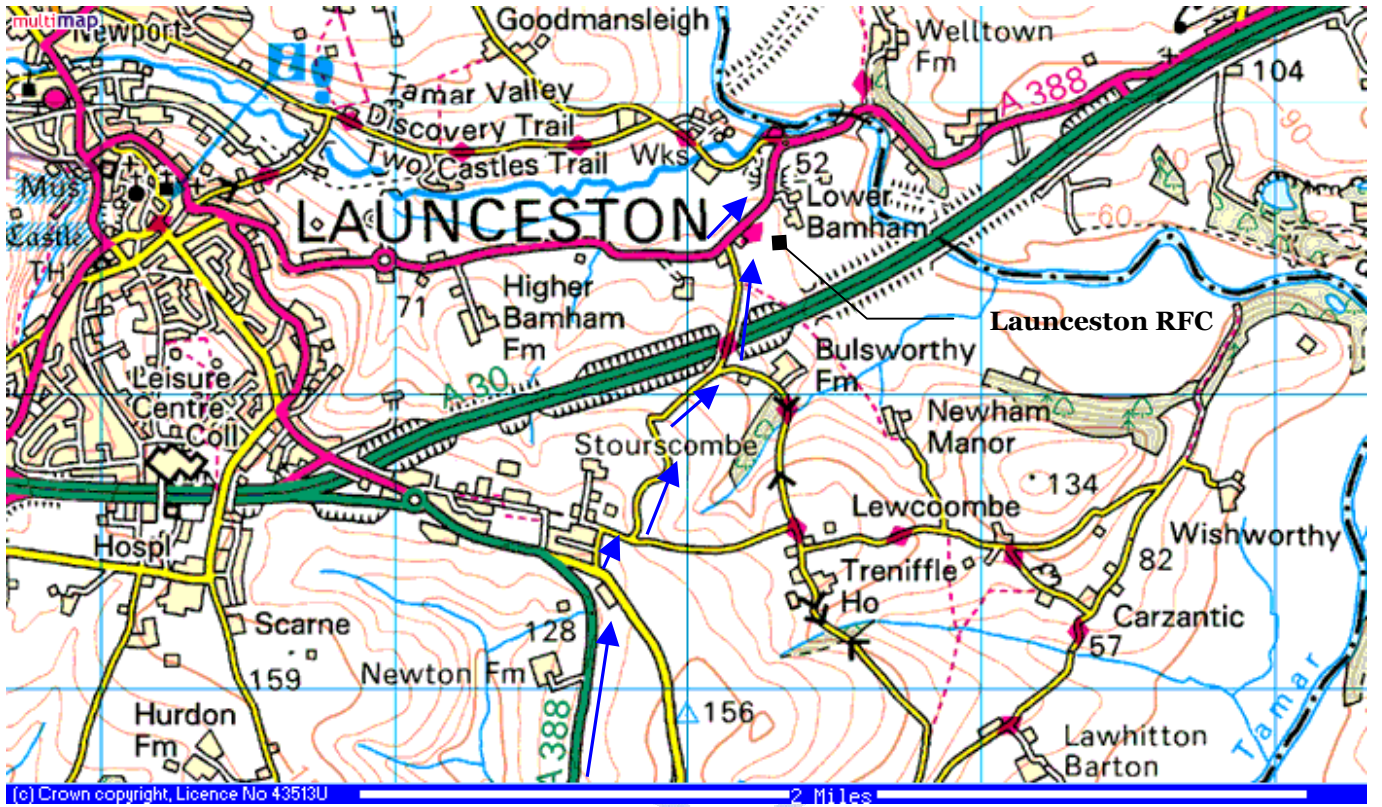 multimap
Newport
Goodmansleigh
Welltown
Fm
104
A 388
90
Tamar Valley
Discovery Trail
Two Castles Trail
Wks
52
Lower
Bamham
60
Mus
Castle
TH
LAUNCESTON
71
Higher
Bamham
Fm
Launceston RFC
A 30
Bulsworthy
Fm
Leisure
Centre
Coll
Stourscombe
Newham
Manor
134
Lewcoombe
Wishworthy
Hospl
82
Treniffle
Ho
Carzantic
57
Scarne
128
159
Newton Fm
156
Hurdon
Fm
A 388
Tamar
Lawhitton
Barton
(c) Crown copyright, Licence No 43513U
2 Miles